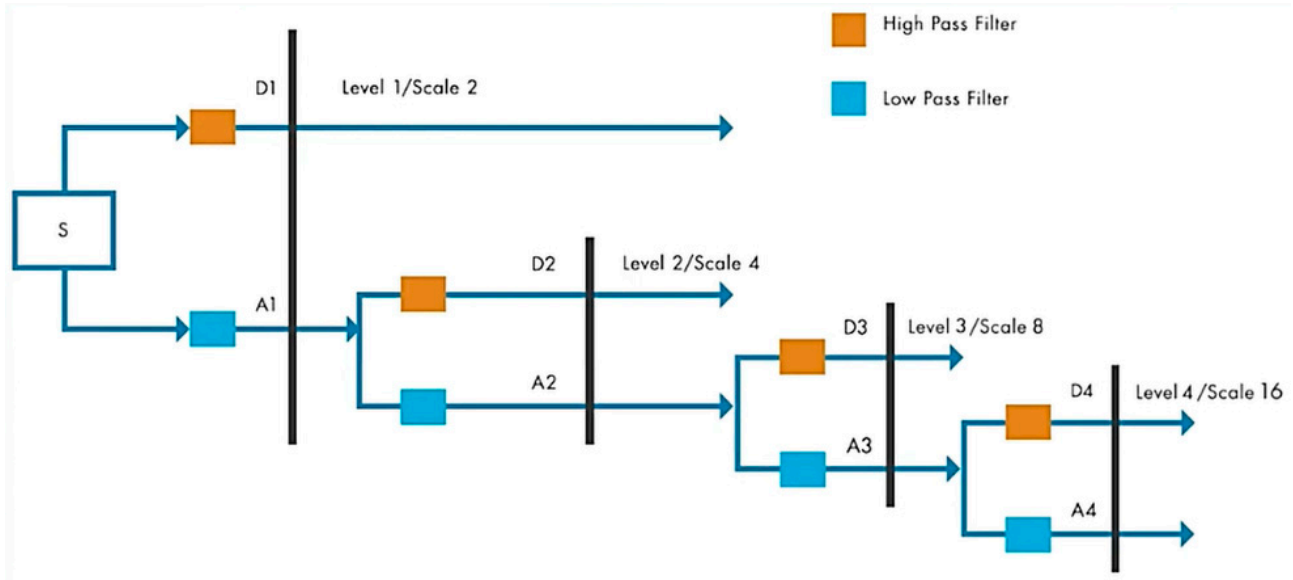 High Pass Filter
Low Pass Filter
D1
Level 1/Scale 2
S
A1
D2
Level 2/Scale 4
A2
D3
Level 3/Scale 8
A3
D4
Level 4/Scale 16
A4